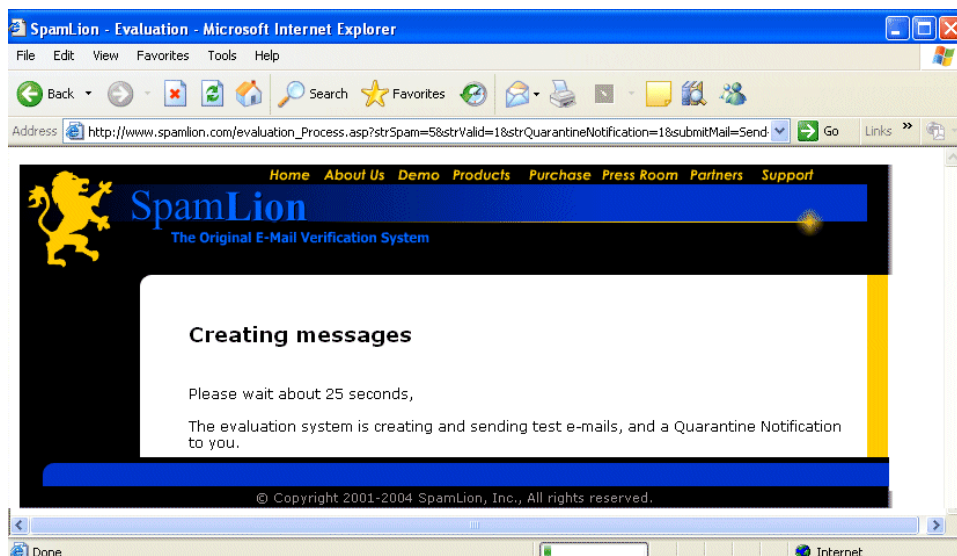 SpamLion - Evaluation - Microsoft Internet Explorer
File Edit View Favorites Tools Help
Back Search Favorites
Address http://www.spamlion.com/evaluation_Process.asp?strSpam=5&strValid=1&strQuarantineNotification=1&submitMail=Send- Go Links »
Home About Us Demo Products Purchase Press Room Partners Support
SpamLion
The Original E-Mail Verification System
Creating messages
Please wait about 25 seconds,
The evaluation system is creating and sending test e-mails, and a Quarantine Notification
to you.
© Copyright 2001-2004 SpamLion, Inc., All rights reserved.
Done Internet